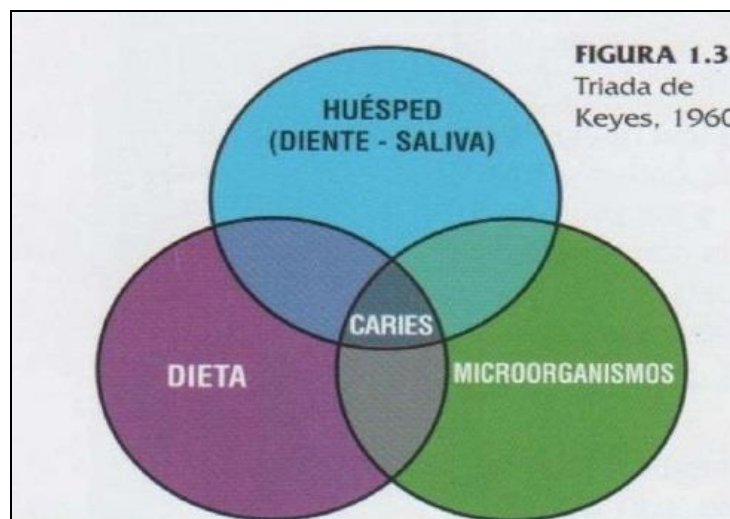 FIGURA 1.3
Triada de
Keyes, 1960
HUÉSPED
(DIENTE - SALIVA)
CARIES
DIETA
MICROORGANISMOS